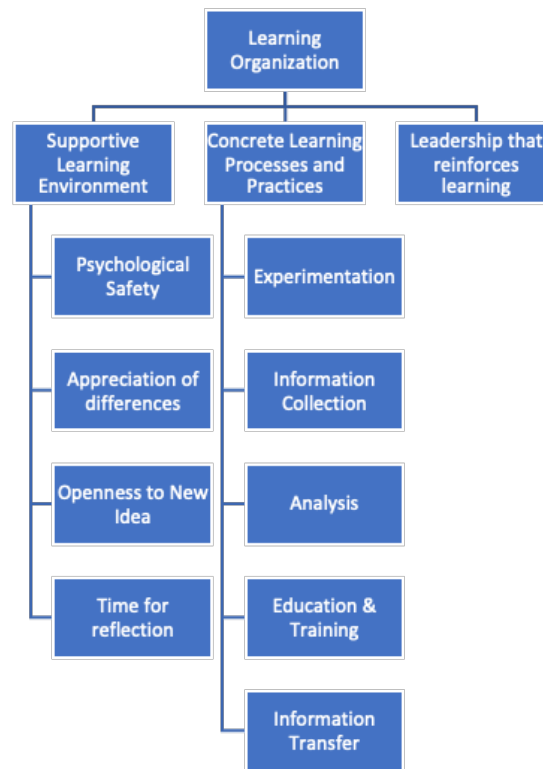 Learning
Organization
Supportive
Learning
Environment
Concrete Learning
Processes and
Practices
Leadership that
reinforces
learning
Psychological
Safety
Appreciation of
differences
Openness to New
Idea
Time for
reflection
Experimentation
Information
Collection
Analysis
Education &
Training
Information
Transfer